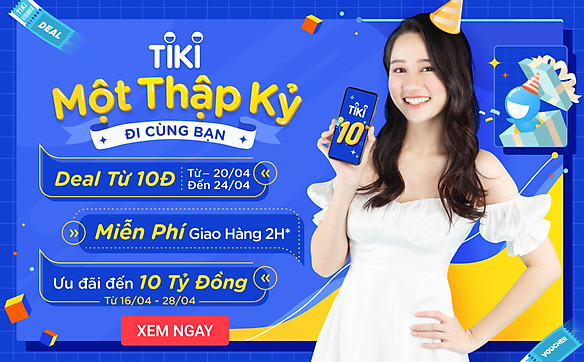 TIKI
DEAL
TIKI
Một Thập Kỷ
ĐI CÙNG BẠN
TIKI
10
Deal Từ 10Đ
Từ – 20/04
Đến 24/04
Miễn Phí Giao Hàng 2H*
Ưu đãi đến 10 Tỷ Đồng
Từ 16/04 - 28/04
XEM NGAY
VOUCHER